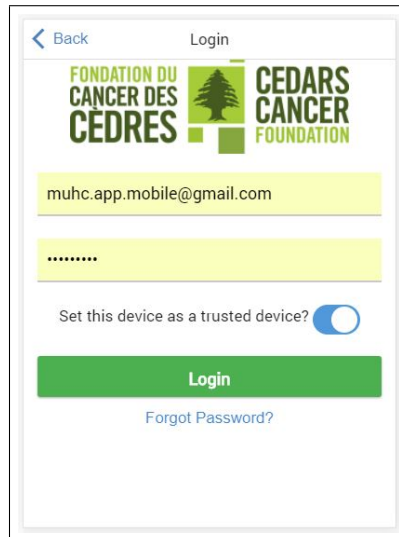 Back
Login
FONDATION DU
CANCER DES
CÈDRES
CEDARS
CANCER
FOUNDATION
muhc.app.mobile@gmail.com
•••••••••
Set this device as a trusted device?
Login
Forgot Password?